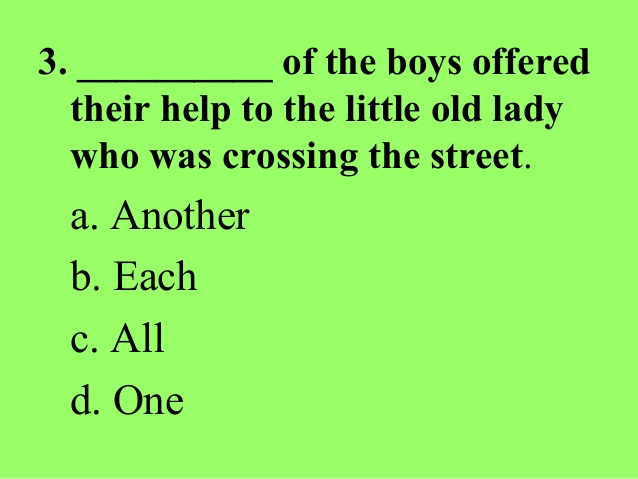 3. __________ of the boys offered
their help to the little old lady
who was crossing the street.
a. Another
b. Each
c. All
d. One